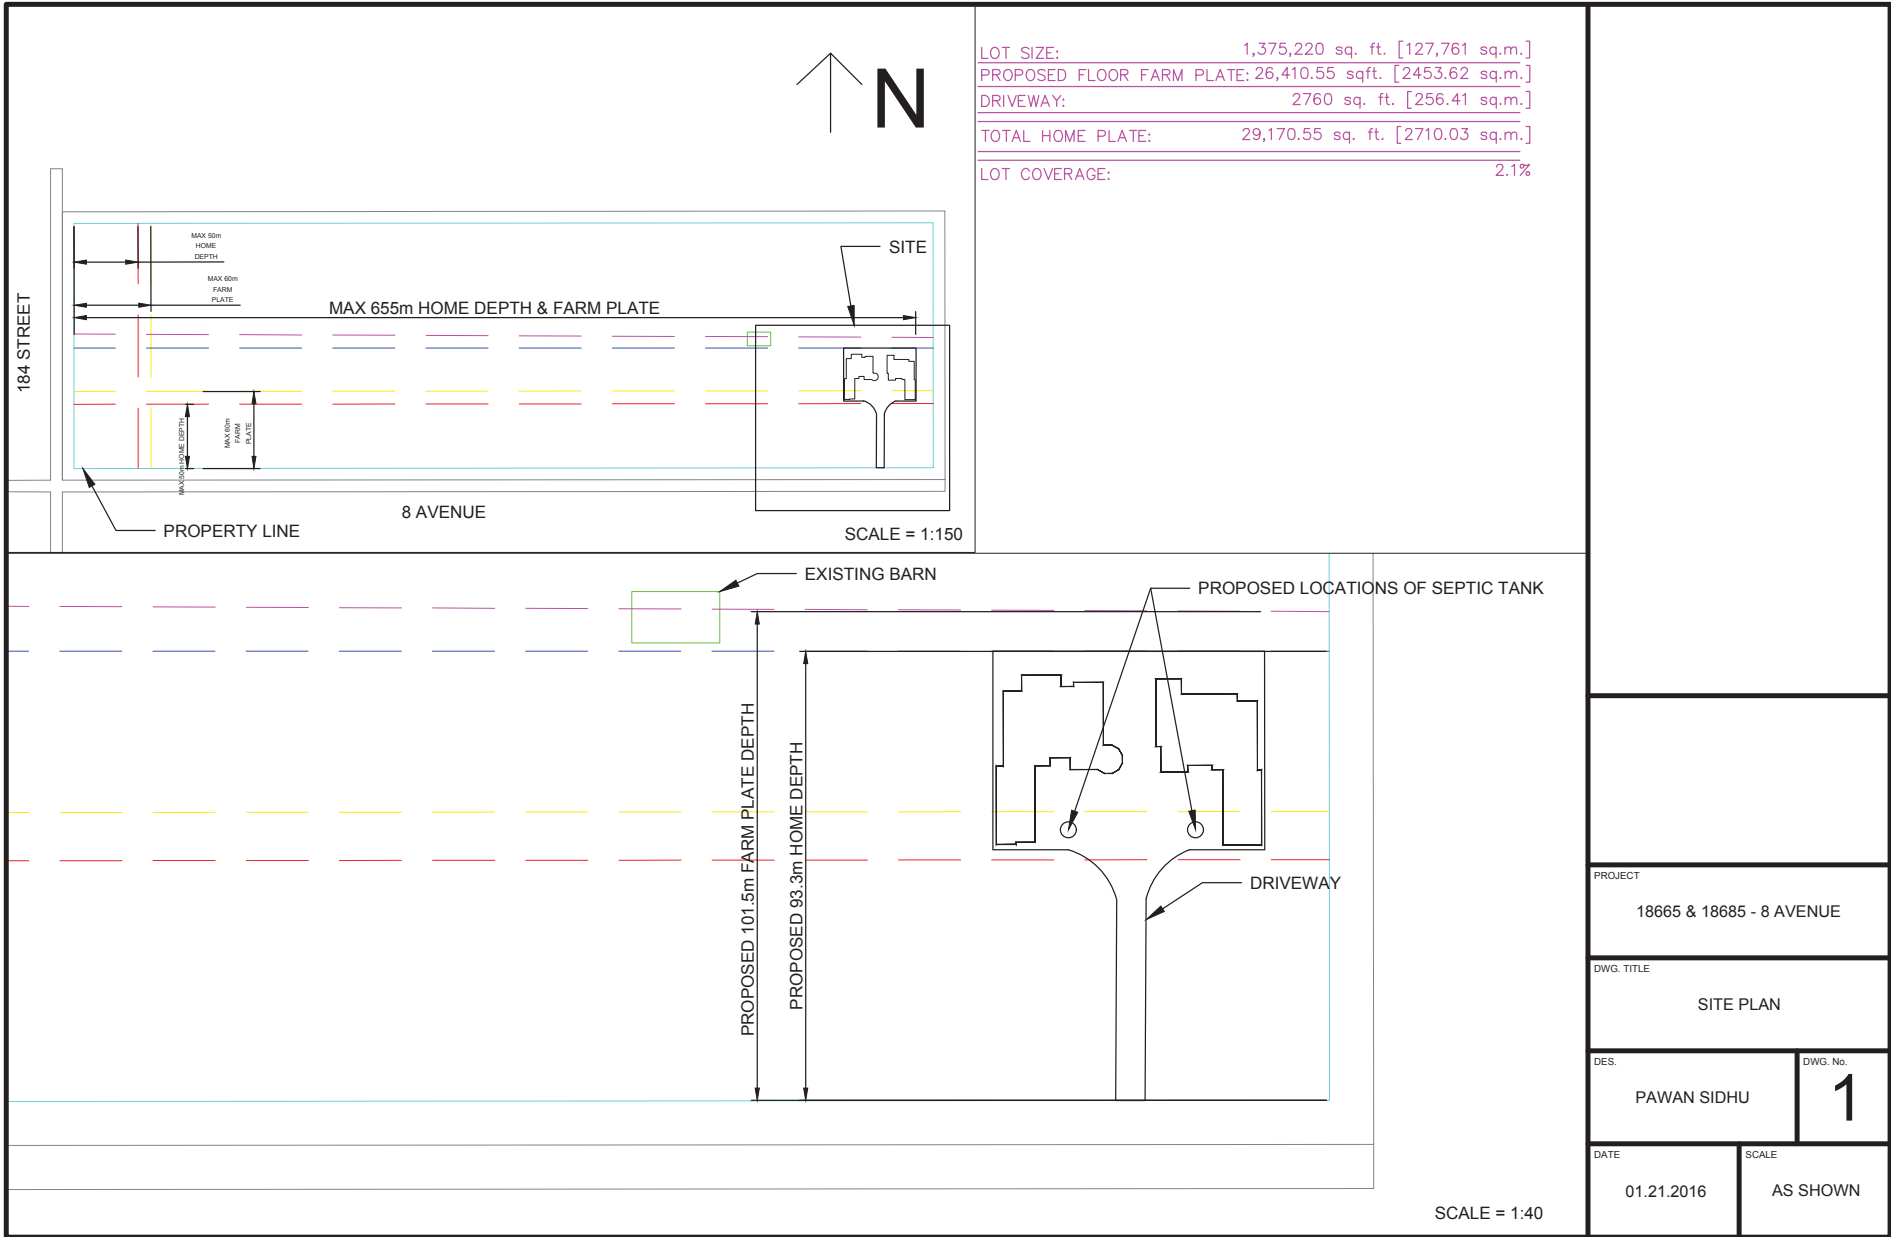 N
LOT SIZE: 1,375,220 sq. ft. [127,761 sq.m.]
PROPOSED FLOOR FARM PLATE: 26,410.55 sqft. [2453.62 sq.m.]
DRIVEWAY: 2760 sq. ft. [256.41 sq.m.]
TOTAL HOME PLATE: 29,170.55 sq. ft. [2710.03 sq.m.]
LOT COVERAGE: 2.1%
MAX 50m
HOME
DEPTH
MAX 60m
FARM
PLATE
SITE
MAX 655m HOME DEPTH & FARM PLATE
184 STREET
MAX 50m HOME DEPTH
MAX 60m
FARM
PLATE
8 AVENUE
PROPERTY LINE
SCALE = 1:150
EXISTING BARN
PROPOSED LOCATIONS OF SEPTIC TANK
PROPOSED 101.5m FARM PLATE DEPTH
PROPOSED 93.3m HOME DEPTH
DRIVEWAY
SCALE = 1:40
PROJECT
18665 & 18685 - 8 AVENUE
DWG. TITLE
SITE PLAN
DES.
PAWAN SIDHU
DWG. No.
1
DATE
01.21.2016
SCALE
AS SHOWN